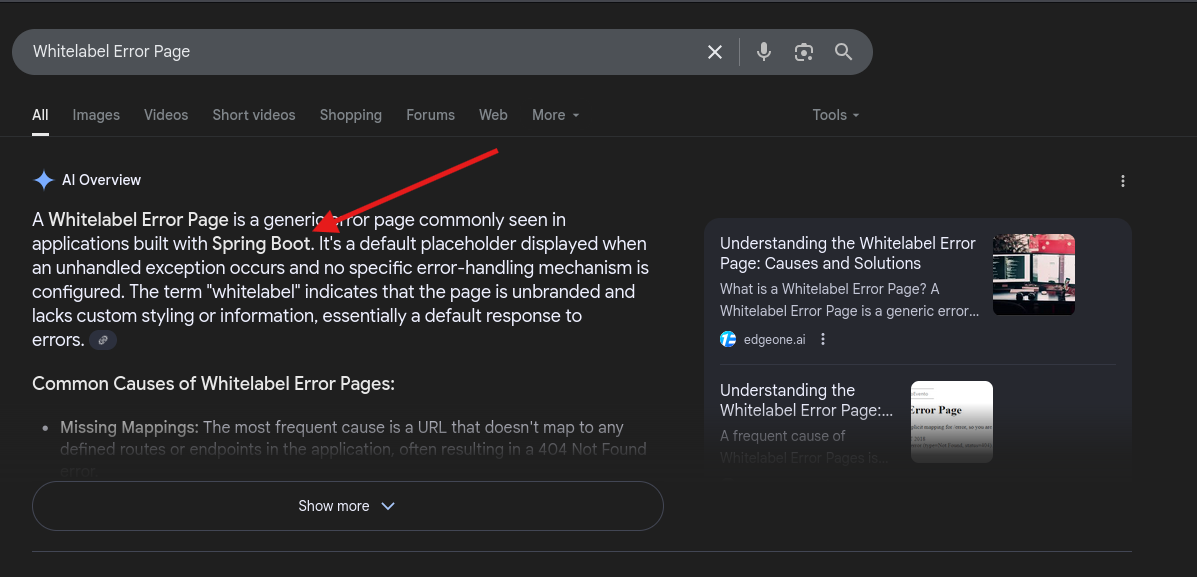 Whitelabel Error Page
All Images Videos Short videos Shopping Forums Web More Tools
AI Overview
A Whitelabel Error Page is a generic error page commonly seen in
applications built with Spring Boot. It's a default placeholder displayed when
an unhandled exception occurs and no specific error-handling mechanism is
configured. The term "whitelabel" indicates that the page is unbranded and
lacks custom styling or information, essentially a default response to
errors.
Common Causes of Whitelabel Error Pages:
• Missing Mappings: The most frequent cause is a URL that doesn't map to any
defined routes or endpoints in the application, often resulting in a 404 Not Found
error.
Show more
Understanding the Whitelabel Error
Page: Causes and Solutions
What is a Whitelabel Error Page? A
Whitelabel Error Page is a generic error...
edgeone.ai
Understanding the
Whitelabel Error Page:...
A frequent cause of
Whitelabel Error Pages is...
Error Page